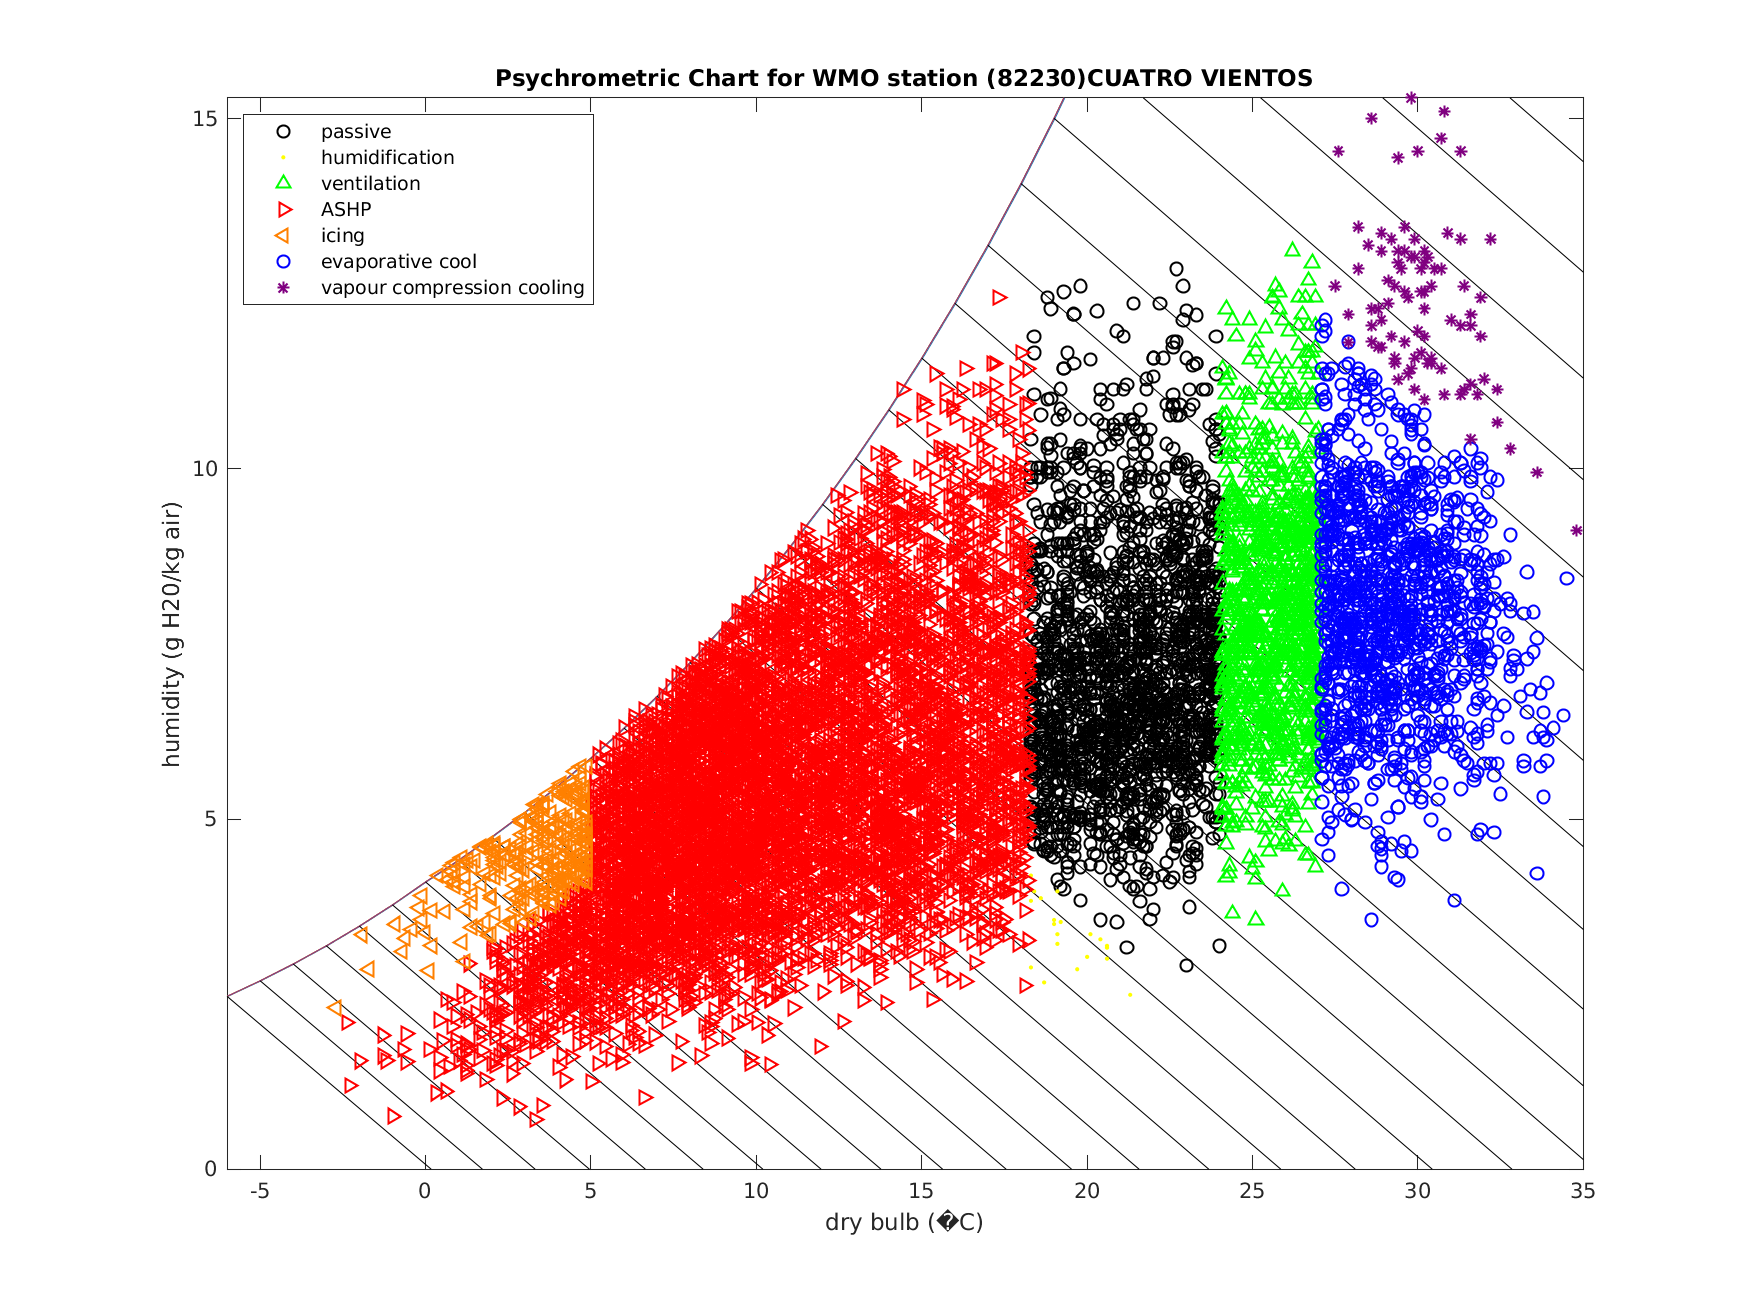 Psychrometric Chart for WMO station (82230)CUATRO VIENTOS
passive
humidification
ventilation
ASHP
icing
evaporative cool
vapour compression cooling
humidity (g H20/kg air)
15
10
5
0
-5 0 5 10 15 20 25 30 35
dry bulb (�C)